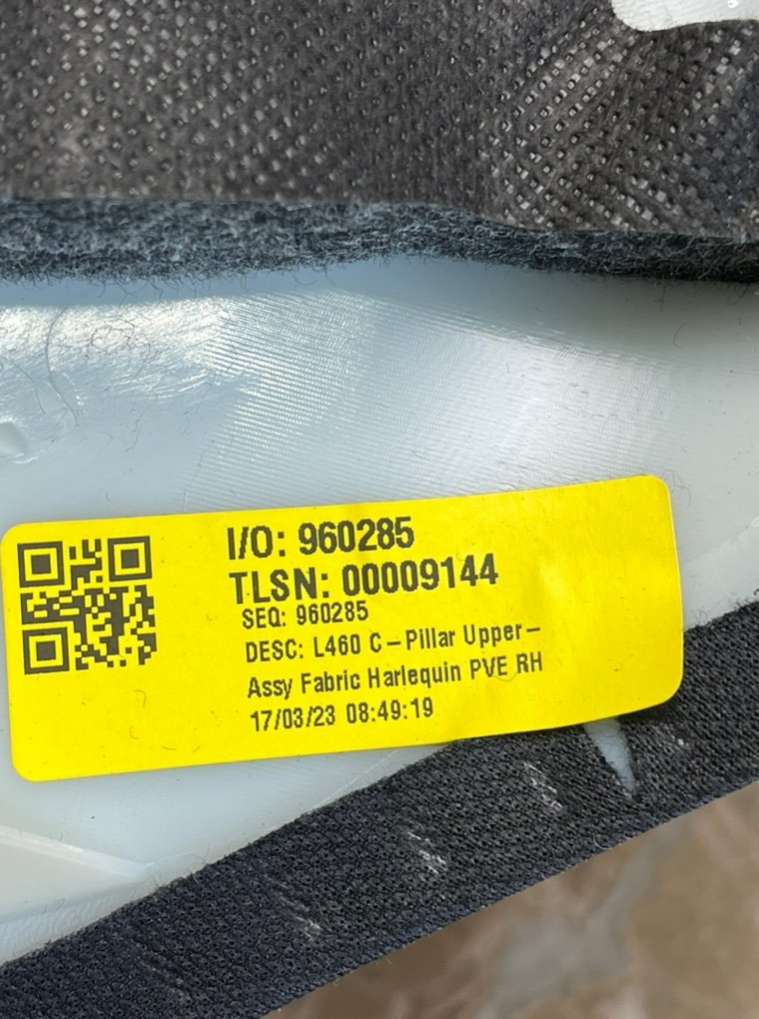 I/O: 960285
TLSN: 00009144
SEQ: 960285
DESC: L460 C-Pillar Upper-
Assy Fabric Harlequin PVE RH
17/03/23 08:49:19